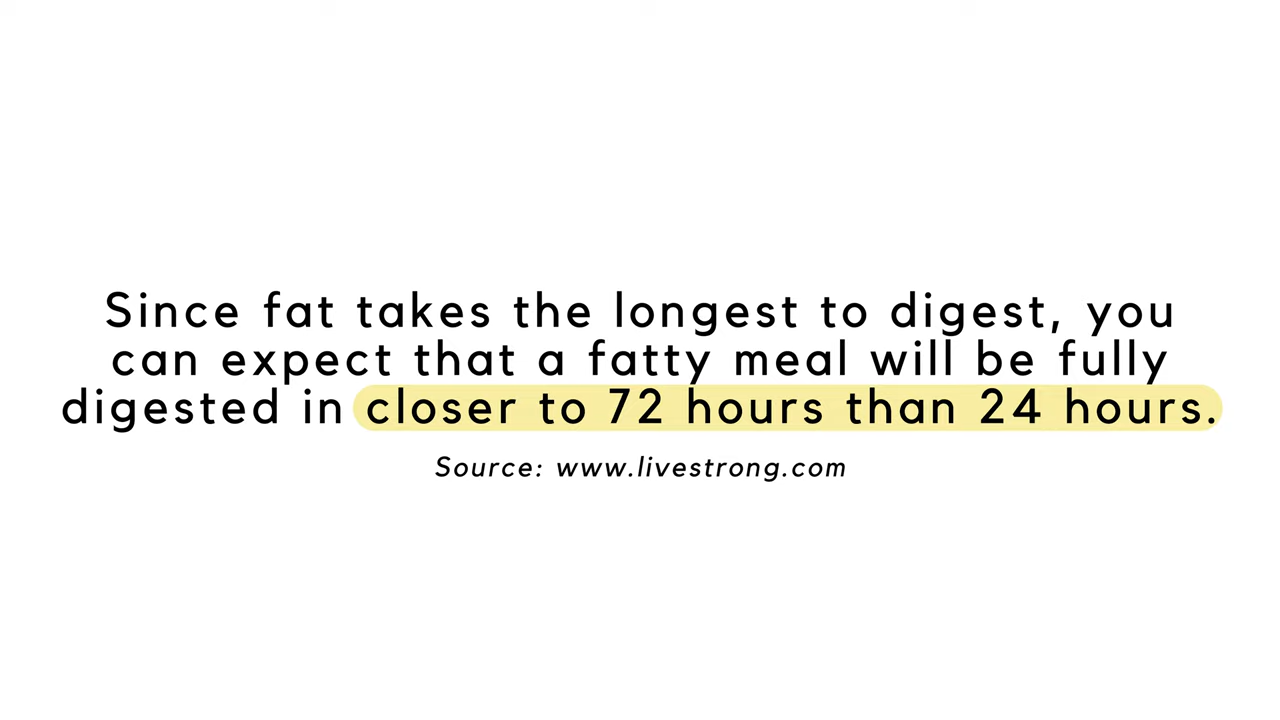 Since fat takes the longest to digest, you
can expect that a fatty meal will be fully
digested in closer to 72 hours than 24 hours.
Source: www.livestrong.com